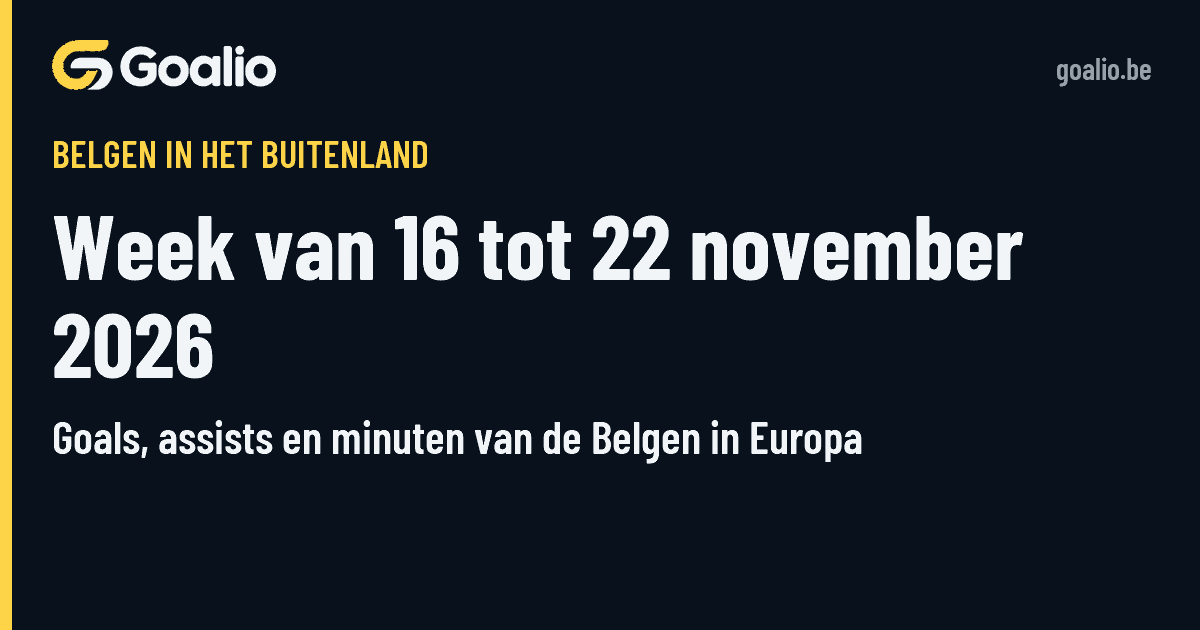 Goalio
goalio.be
BELGEN IN HET BUITENLAND
Week van 16 tot 22 november
2026
Goals, assists en minuten van de Belgen in Europa